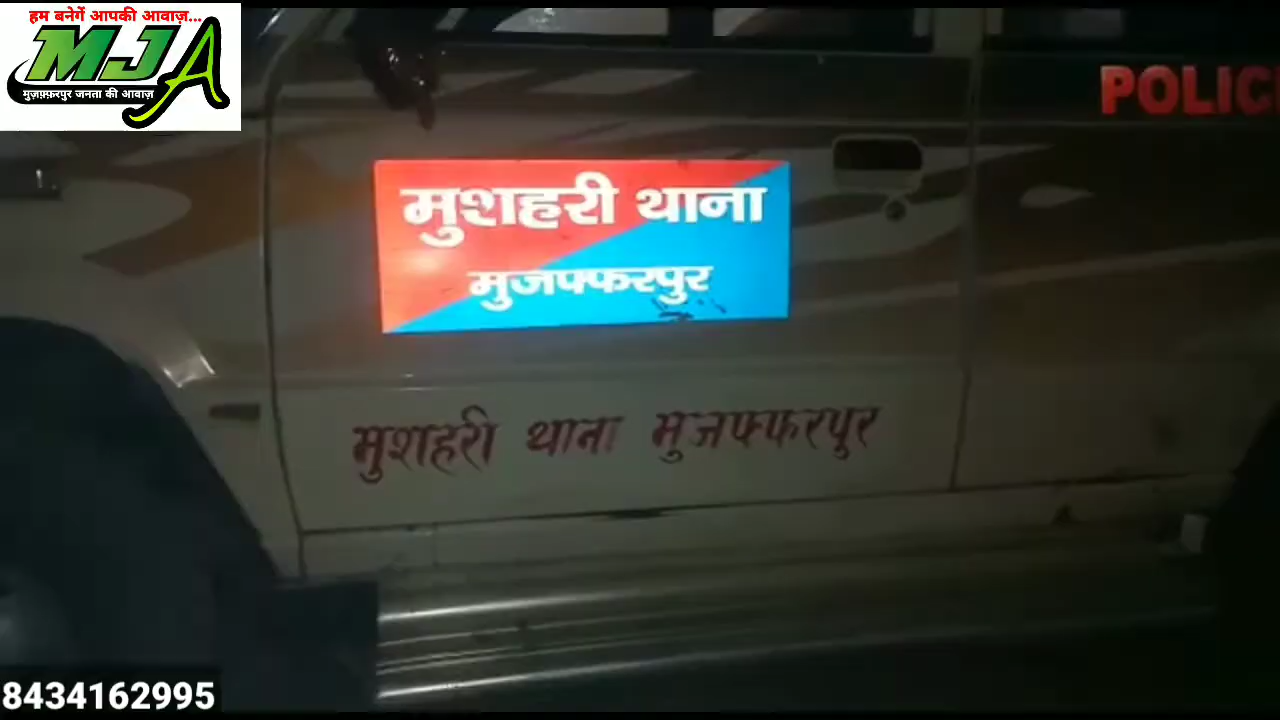 हम बनेगें आपकी आवाज़...
MJA
मुज़फ़्फ़रपुर जनता की आवाज़
POLIC
मुशहरी थाना
मुजफ्फरपुर
मुशहरी थाना मुजफ्फरपुर
8434162995